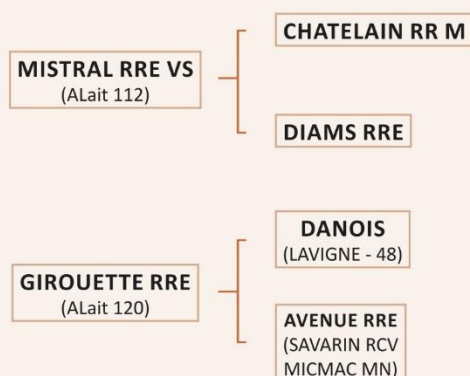 CHATELAIN RR M
MISTRAL RRE VS
(ALait 112)
DIAMS RRE
DANOIS
(LAVIGNE - 48)
GIROUETTE RRE
(ALait 120)
AVENUE RRE
(SAVARIN RCV
MICMAC MN)